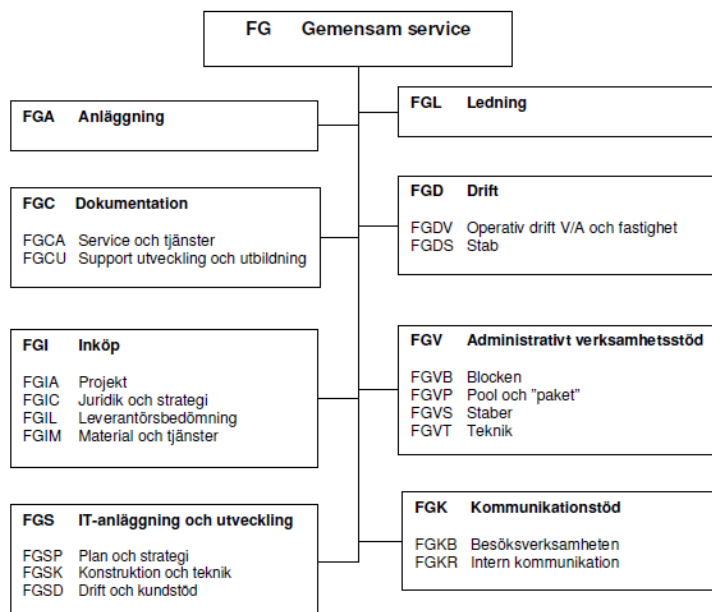 FG Gemensam service
FGA Anläggning
FGL Ledning
FGC Dokumentation
FGCA Service och tjänster
FGCU Support utveckling och utbildning
FGD Drift
FGDV Operativ drift V/A och fastighet
FGDS Stab
FGI Inköp
FGIA Projekt
FGIC Juridik och strategi
FGIL Leverantörsbedömning
FGIM Material och tjänster
FGV Administrativt verksamhetsstöd
FGVB Blocken
FGVP Pool och ”paket”
FGVS Staber
FGVT Teknik
FGS IT-anläggning och utveckling
FGSP Plan och strategi
FGSK Konstruktion och teknik
FGSD Drift och kundstöd
FGK Kommunikationstöd
FGKB Besöksverksamheten
FGKR Intern kommunikation